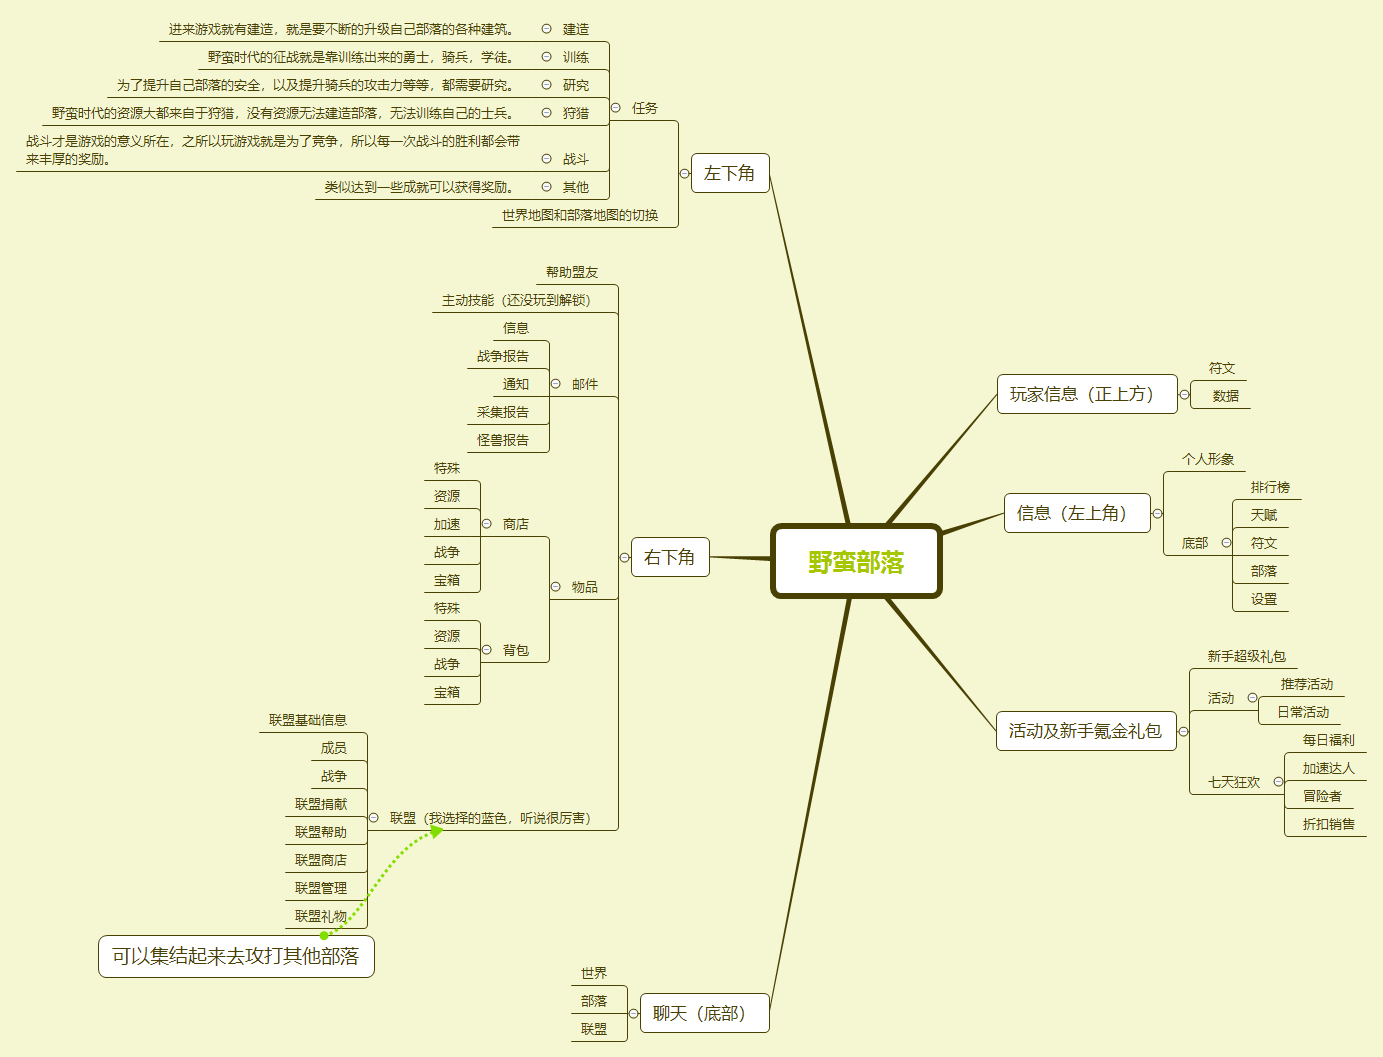 野蛮部落
左下角
任务
建造
进来游戏就有建造，就是要不断的升级自己部落的各种建筑。
训练
野蛮时代的征战就是靠训练出来的勇士，骑兵，学徒。
研究
为了提升自己部落的安全，以及提升骑兵的攻击力等等，都需要研究。
狩猎
野蛮时代的资源大都来自于狩猎，没有资源无法建造部落，无法训练自己的士兵。
战斗
战斗才是游戏的意义所在，之所以玩游戏就是为了竞争，所以每一次战斗的胜利都会带
来丰厚的奖励。
其他
类似达到一些成就可以获得奖励。
世界地图和部落地图的切换
右下角
帮助盟友
主动技能（还没玩到解锁）
邮件
信息
战争报告
通知
采集报告
怪兽报告
物品
商店
特殊
资源
加速
战争
宝箱
背包
特殊
资源
战争
宝箱
联盟（我选择的蓝色，听说很厉害）
联盟基础信息
成员
战争
联盟捐献
联盟帮助
联盟商店
联盟管理
联盟礼物
可以集结起来去攻打其他部落
聊天（底部）
世界
部落
联盟
玩家信息（正上方）
符文
数据
信息（左上角）
个人形象
底部
排行榜
天赋
符文
部落
设置
活动及新手氪金礼包
新手超级礼包
活动
推荐活动
日常活动
七天狂欢
每日福利
加速达人
冒险者
折扣销售